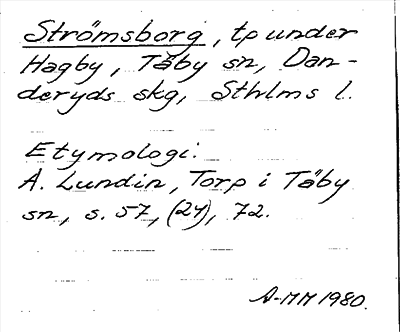 Strömsborg, tp under
Hagby, Täby sn, Dan-
deryds skg, Sthlms l.
Etymologi:
A. Lundin, Torp i Täby
sn, s. 57, (24), 72.
A-MM 1980.